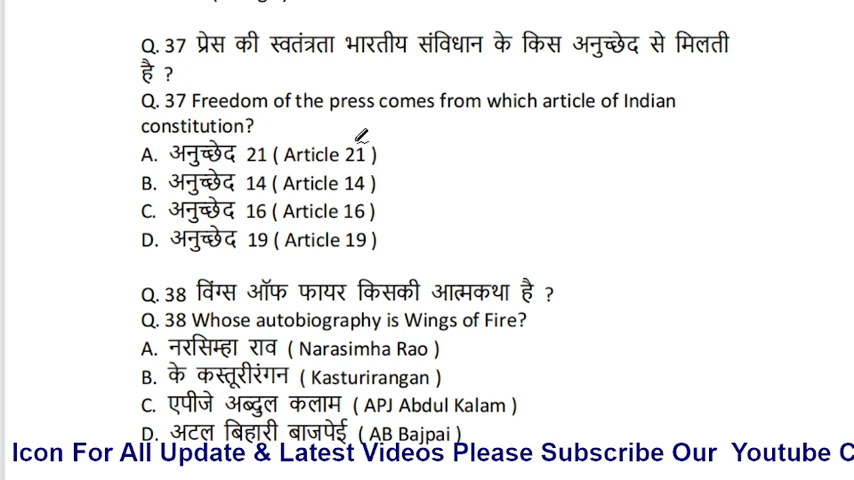 Q. 37 प्रेस की स्वतंत्रता भारतीय संविधान के किस अनुच्छेद से मिलती
है ?
Q. 37 Freedom of the press comes from which article of Indian
constitution?
A. अनुच्छेद 21 ( Article 21 )
B. अनुच्छेद 14 ( Article 14 )
C. अनुच्छेद 16 ( Article 16 )
D. अनुच्छेद 19 ( Article 19 )
Q. 38 विंग्स ऑफ फायर किसकी आत्मकथा है ?
Q. 38 Whose autobiography is Wings of Fire?
A. नरसिम्हा राव ( Narasimha Rao )
B. के कस्तूरीरंगन ( Kasturirangan )
C. एपीजे अब्दुल कलाम ( APJ Abdul Kalam )
D. अटल बिहारी बाजपेई ( AB Bajpai )
Icon For All Update & Latest Videos Please Subscribe Our Youtube C